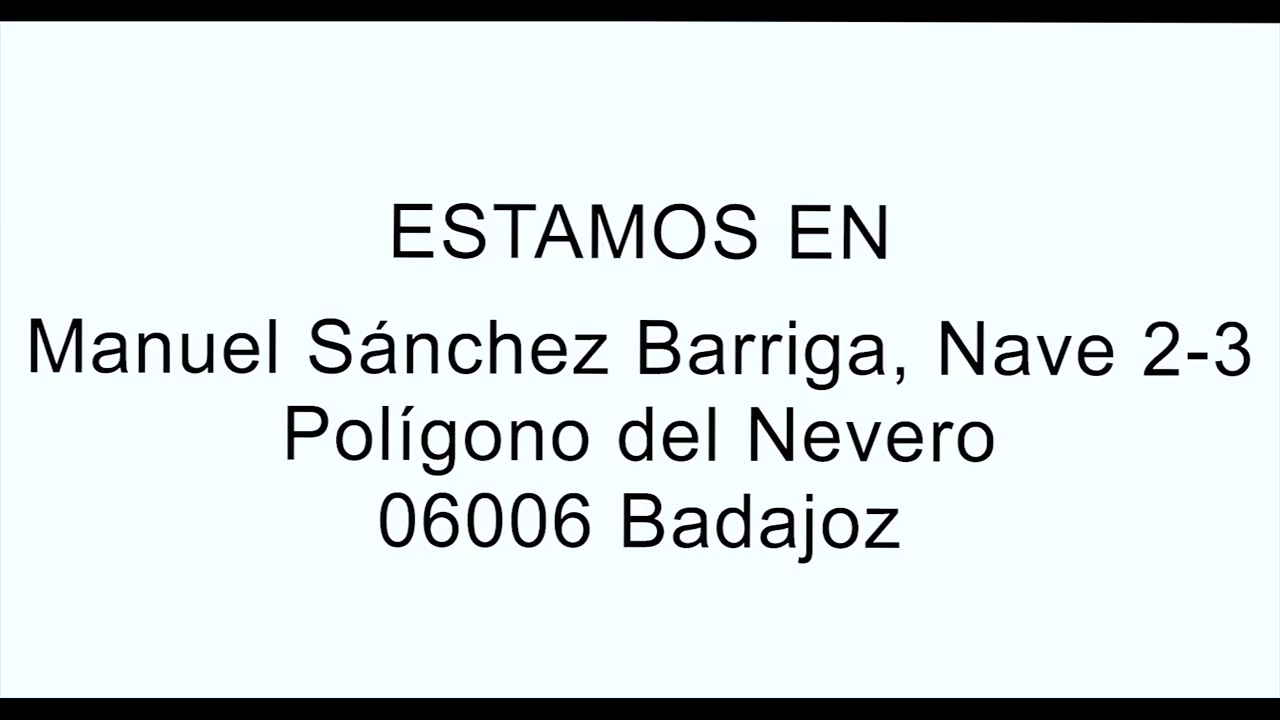 ESTAMOS EN
Manuel Sánchez Barriga, Nave 2-3
Polígono del Nevero
06006 Badajoz